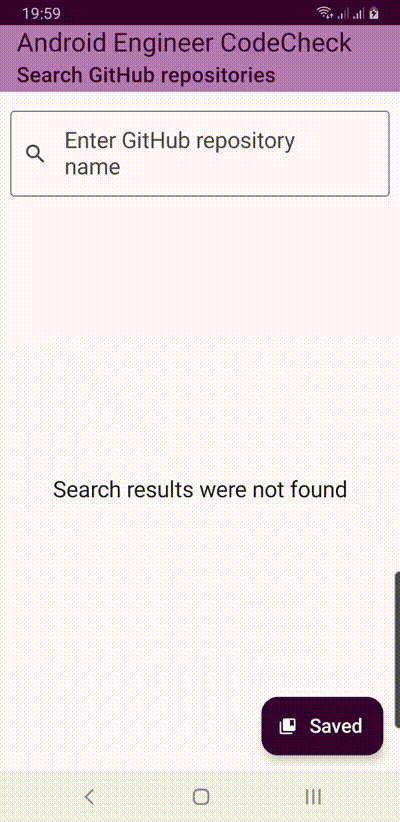 19:59
Android Engineer CodeCheck
Search GitHub repositories
Enter GitHub repository
name
Search results were not found
Saved